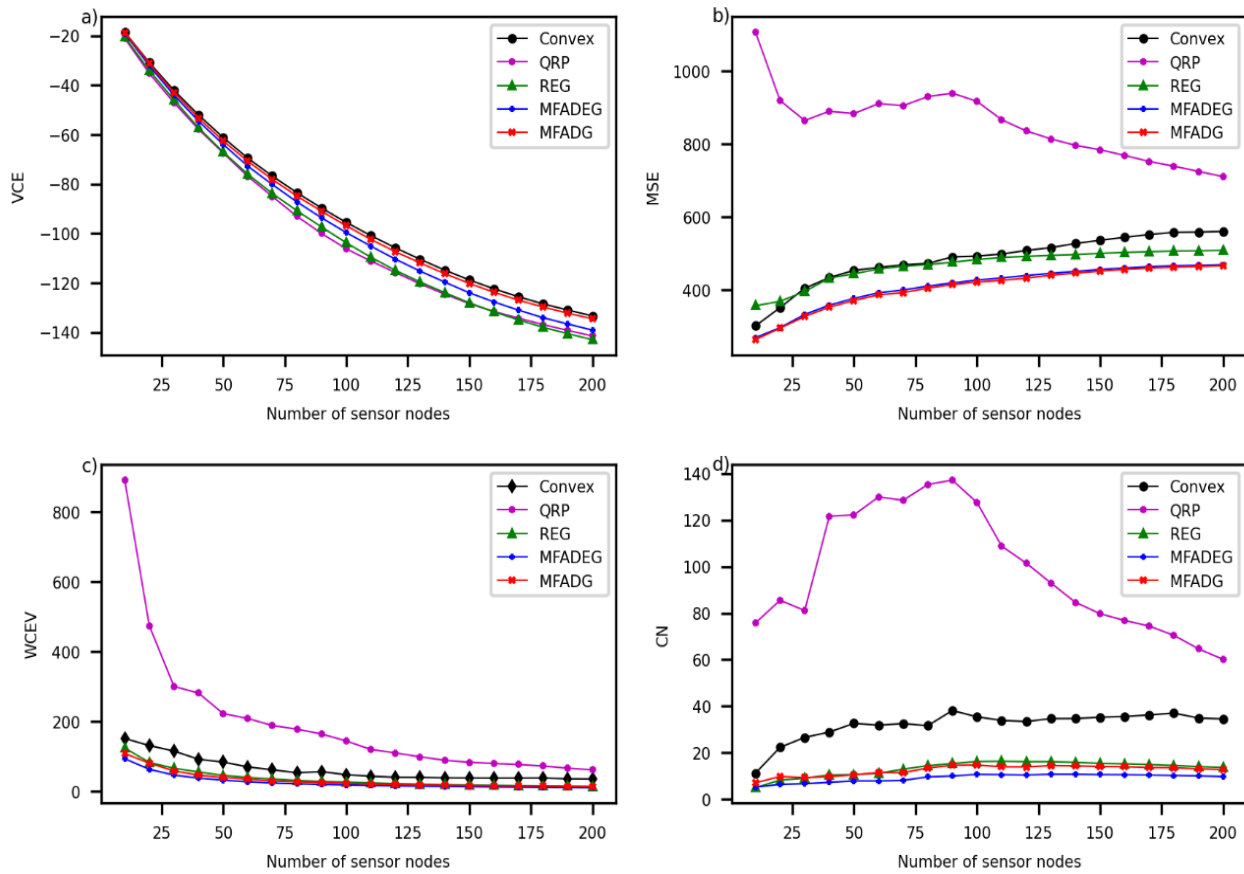 a)
VCE
−20
−40
−60
−80
−100
−120
−140
25 50 75 100 125 150 175 200
Number of sensor nodes
Convex
QRP
REG
MFADEG
MFADG
b)
MSE
1000
800
600
400
25 50 75 100 125 150 175 200
Number of sensor nodes
Convex
QRP
REG
MFADEG
MFADG
c)
WCEV
800
600
400
200
0
25 50 75 100 125 150 175 200
Number of sensor nodes
Convex
QRP
REG
MFADEG
MFADG
d)
CN
140
120
100
80
60
40
20
0
25 50 75 100 125 150 175 200
Number of sensor nodes
Convex
QRP
REG
MFADEG
MFADG